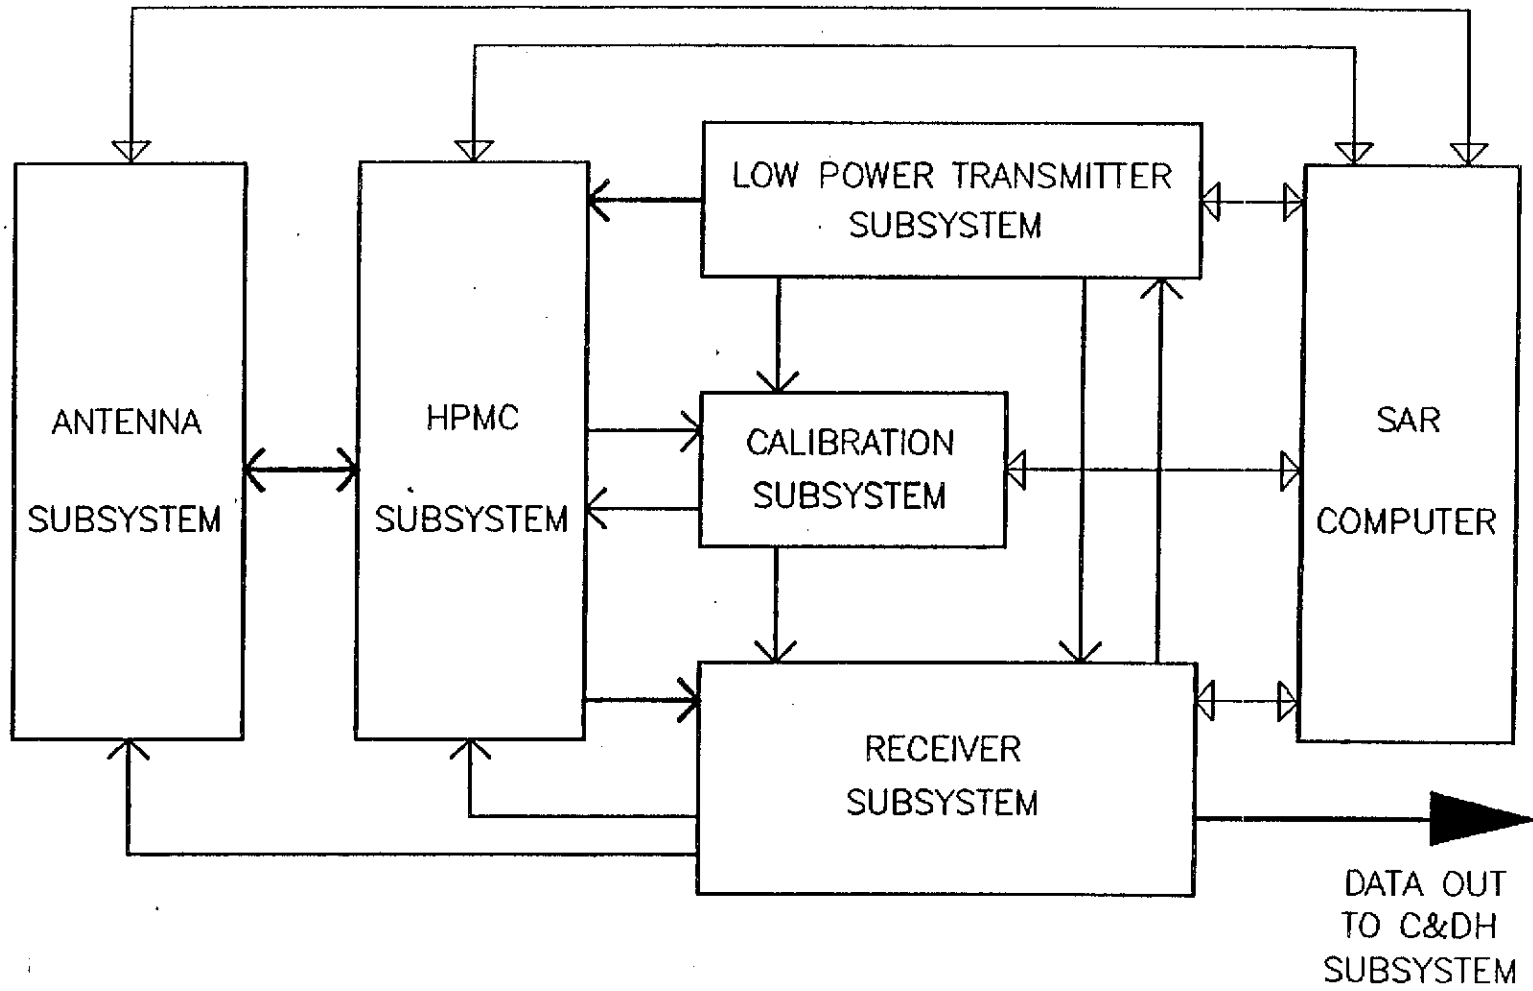 LOW POWER TRANSMITTER
SUBSYSTEM
ANTENNA
SUBSYSTEM
HPMC
SUBSYSTEM
CALIBRATION
SUBSYSTEM
SAR
COMPUTER
RECEIVER
SUBSYSTEM
DATA OUT
TO C&DH
SUBSYSTEM